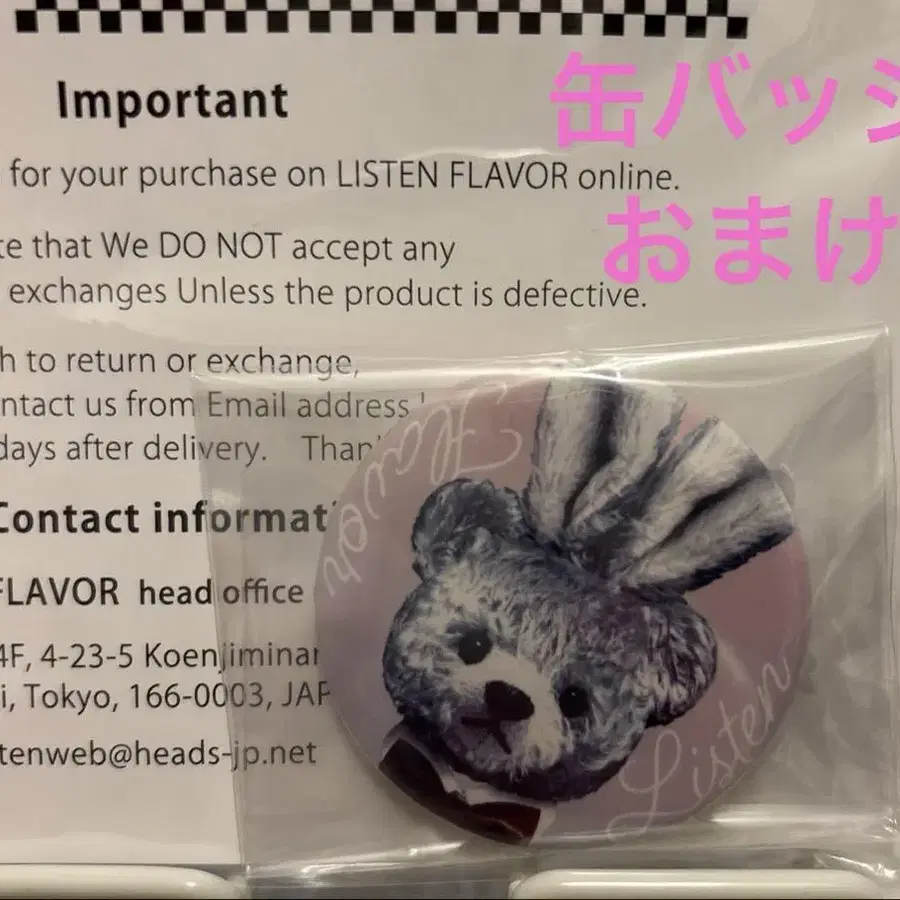 Important
缶バッジ
for your purchase on LISTEN FLAVOR online.
おまけ
that We DO NOT accept any
exchanges Unless the product is defective.
to return or exchange,
us from Email address
days after delivery. Than
Contact informat
FLAVOR head office
4F, 4-23-5 Koenjiminar
Tokyo, 166-0003, JAP
tenweb@heads-jp.net
Flavor
Listen